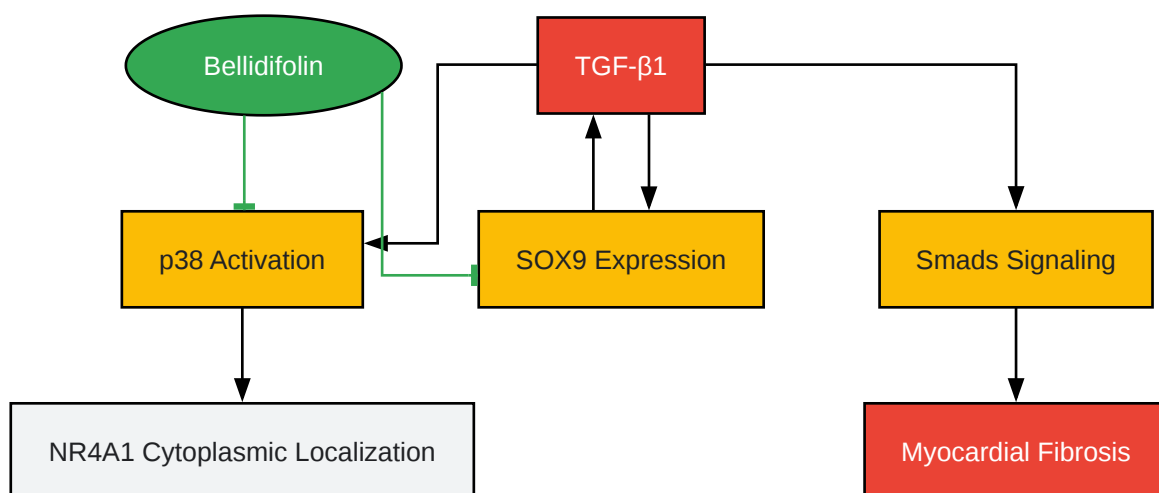 Bellidifolin
TGF-β1
p38 Activation
SOX9 Expression
Smads Signaling
NR4A1 Cytoplasmic Localization
Myocardial Fibrosis